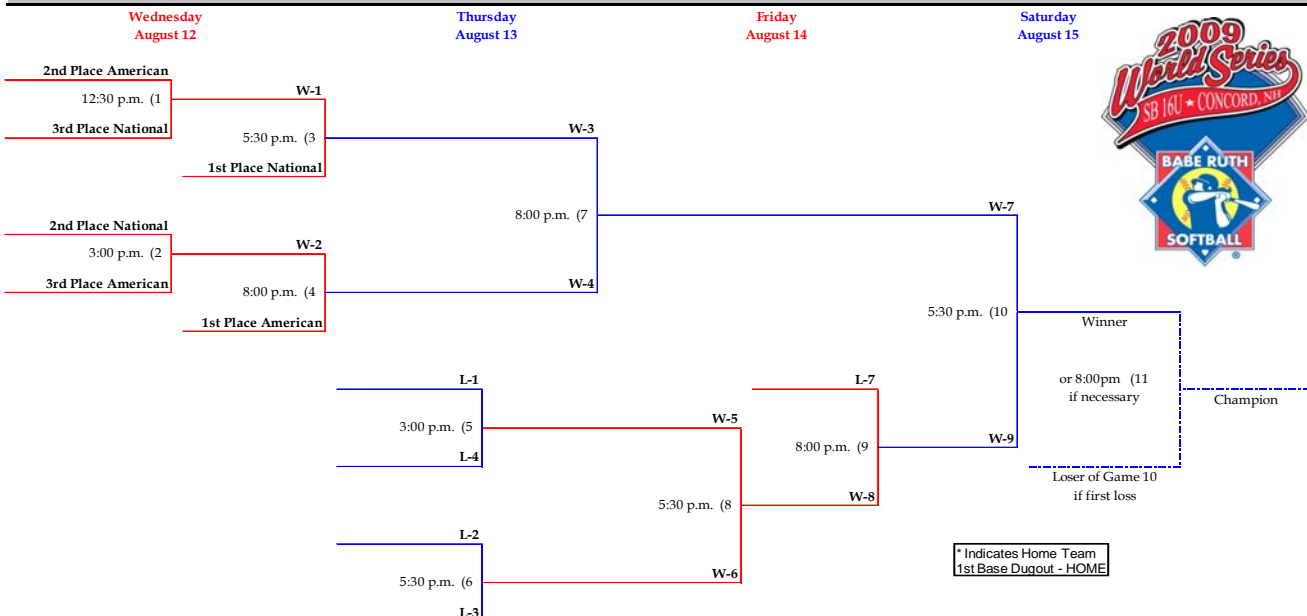 Wednesday
August 12
Thursday
August 13
Friday
August 14
Saturday
August 15
2009
World Series
SB 16U ★ CONCORD, NH
BABE RUTH
SOFTBALL
®
2nd Place American
12:30 p.m. (1
3rd Place National
W-1
5:30 p.m. (3
1st Place National
W-3
2nd Place National
3:00 p.m. (2
3rd Place American
W-2
8:00 p.m. (4
1st Place American
8:00 p.m. (7
W-4
W-7
5:30 p.m. (10
Winner
L-1
3:00 p.m. (5
L-4
W-5
L-7
8:00 p.m. (9
W-9
or 8:00pm (11
if necessary
Champion
5:30 p.m. (8
W-8
Loser of Game 10
if first loss
L-2
5:30 p.m. (6
L-3
W-6
* Indicates Home Team
1st Base Dugout - HOME